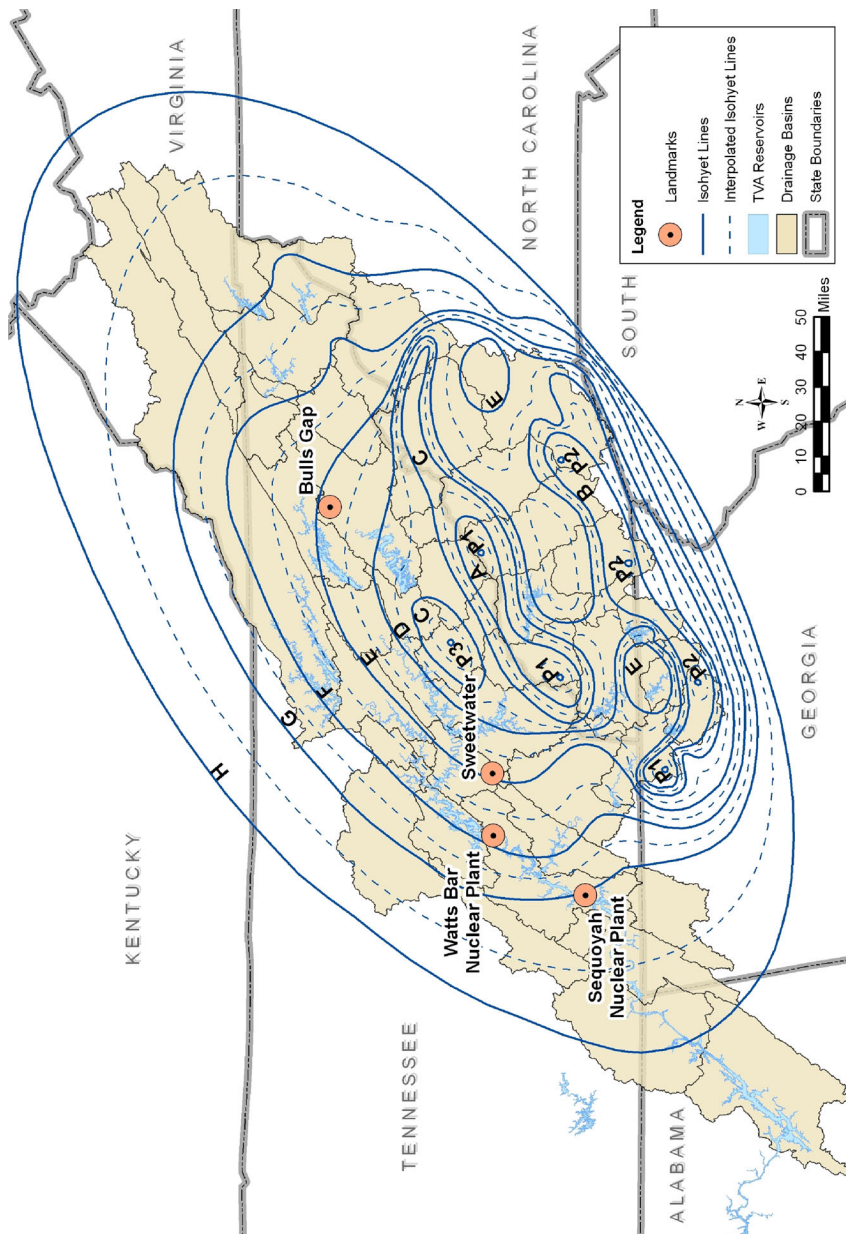 VIRGINIA
KENTUCKY
TENNESSEE
NORTH CAROLINA
SOUTH
GEORGIA
ALABAMA
Bulls Gap
Sweetwater
Watts Bar
Nuclear Plant
Sequoyah
Nuclear Plant
H
G
F
E
D
C
C
A
P1
P3
P1
E
B
P2
P2
E
P2
P1
N
W
E
S
0 10 20 30 40 50
Miles
Legend
Landmarks
Isohyet Lines
Interpolated Isohyet Lines
TVA Reservoirs
Drainage Basins
State Boundaries